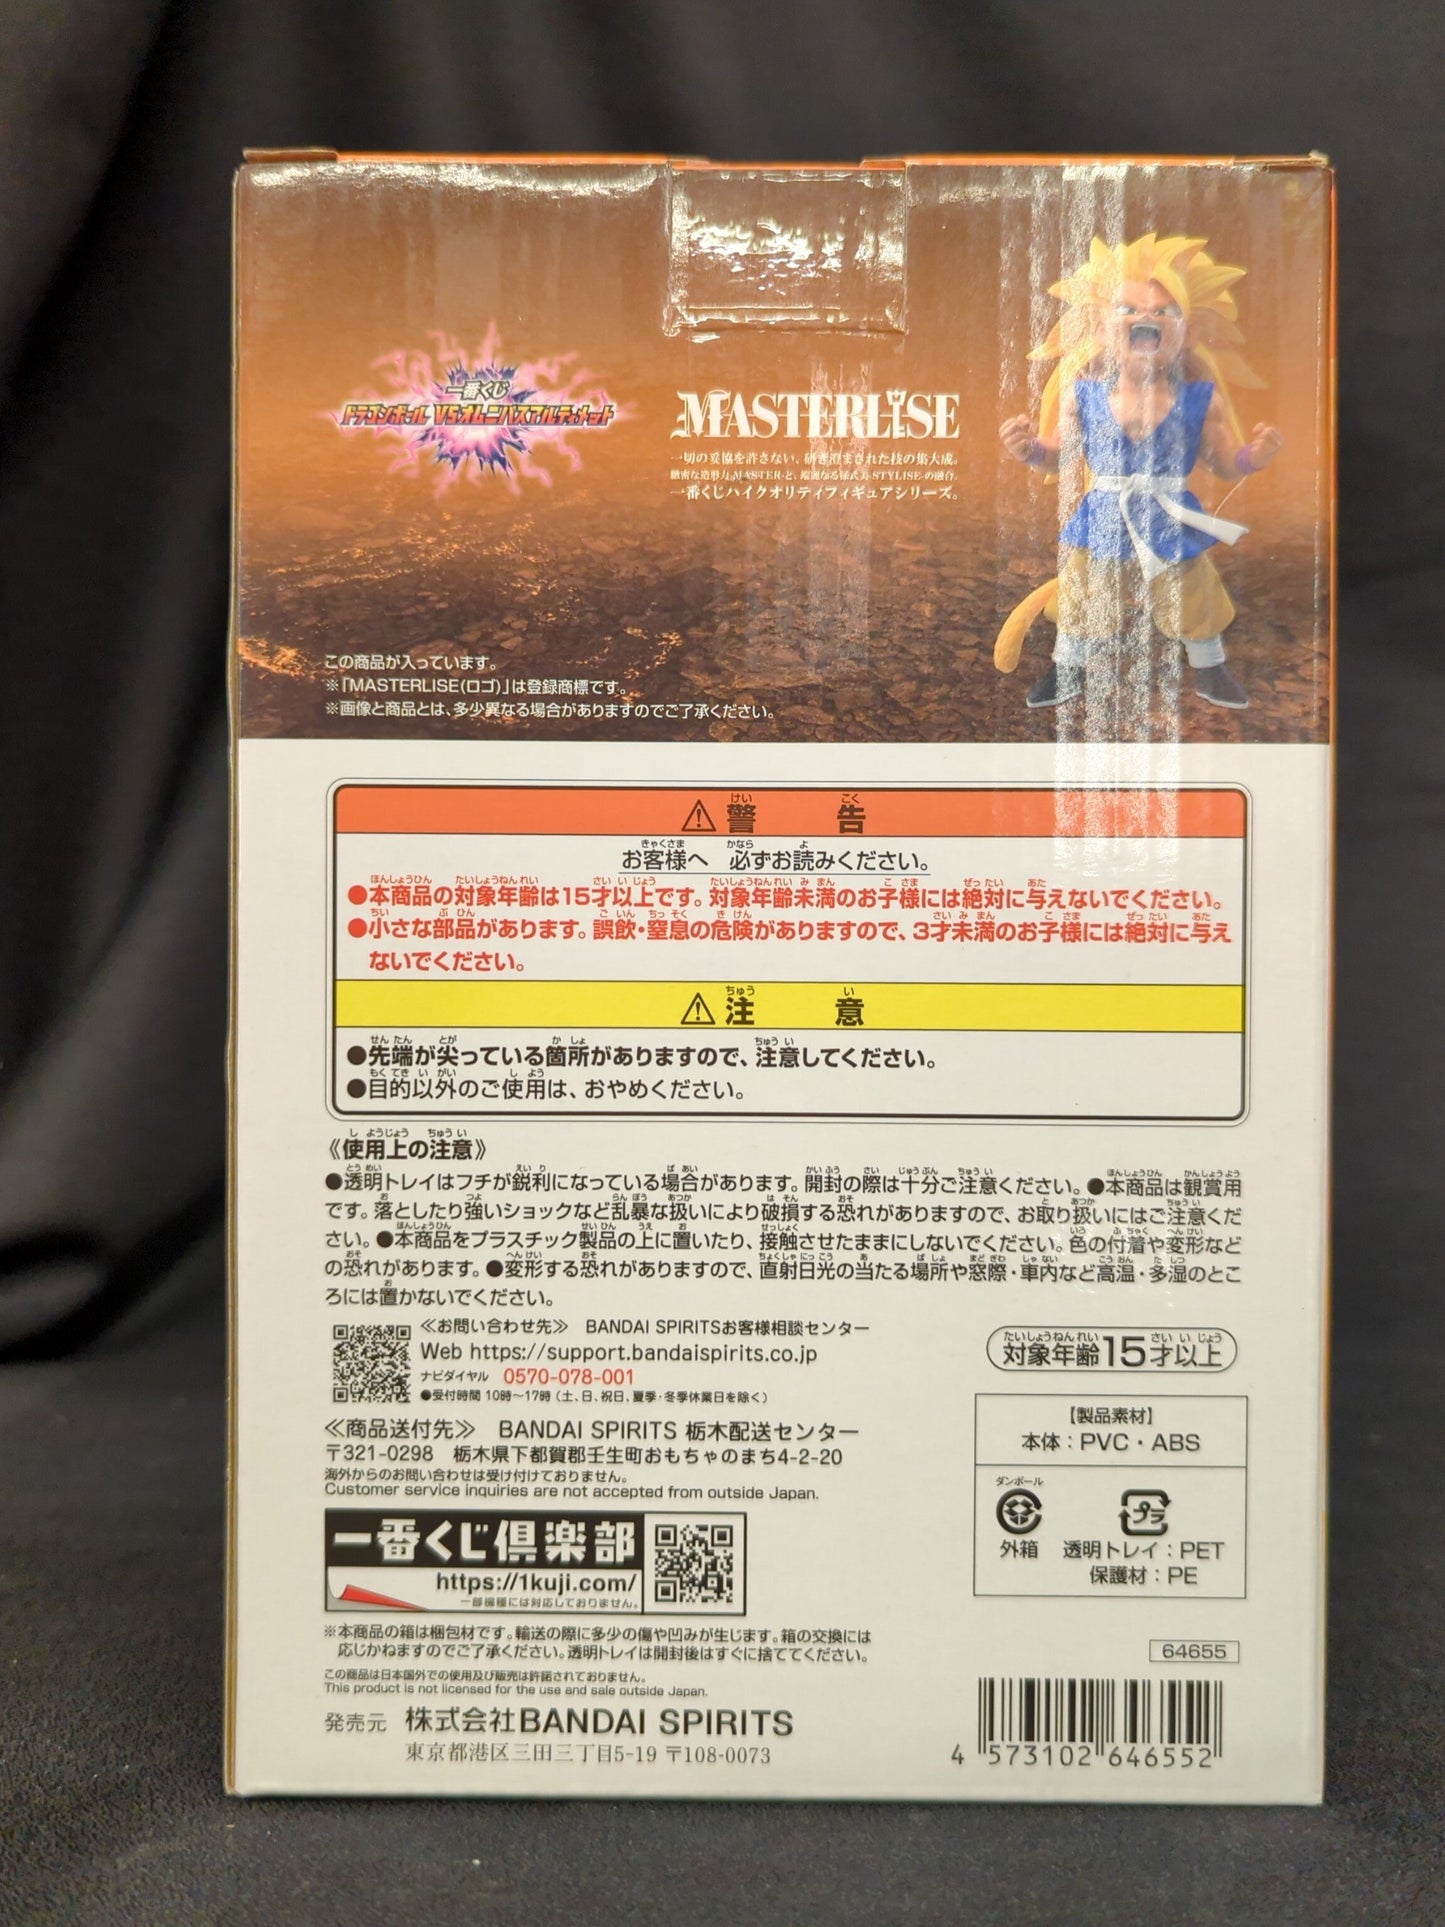 一番くじ
ドラゴンボール VSオムニバスアルティメット
MASTERLISE
一切の妥協を許さない、研ぎ澄まされた技の集大成。
緻密な造形力-MASTER-と、端麗なる様式美-STYLISE-の融合。
一番くじハイクオリティフィギュアシリーズ。
この商品が入っています。
※「MASTERLISE(ロゴ)」は登録商標です。
※画像と商品とは、多少異なる場合がありますのでご了承ください。
警告
お客様へ 必ずお読みください。
●本商品の対象年齢は15才以上です。対象年齢未満のお子様には絶対に与えないでください。
●小さな部品があります。誤飲・窒息の危険がありますので、3才未満のお子様には絶対に与え
ないでください。
注意
●先端が尖っている箇所がありますので、注意してください。
●目的以外のご使用は、おやめください。
《使用上の注意》
●透明トレイはフチが鋭利になっている場合があります。開封の際は十分ご注意ください。●本商品は観賞用
です。落としたり強いショックなど乱暴な扱いにより破損する恐れがありますので、お取り扱いにはご注意くだ
さい。●本商品をプラスチック製品の上に置いたり、接触させたままにしないでください。色の付着や変形など
の恐れがあります。●変形する恐れがありますので、直射日光の当たる場所や窓際・車内など高温・多湿のとこ
ろには置かないでください。
≪お問い合わせ先≫ BANDAI SPIRITSお客様相談センター
Web https://support.bandaispirits.co.jp
ナビダイヤル 0570-078-001
●受付時間 10時～17時（土、日、祝日、夏季・冬季休業日を除く）
対象年齢15才以上
≪商品送付先≫ BANDAI SPIRITS 栃木配送センター
〒321-0298 栃木県下都賀郡壬生町おもちゃのまち4-2-20
海外からのお問い合わせは受け付けておりません。
Customer service inquiries are not accepted from outside Japan.
【製品素材】
本体：PVC・ABS
ダンボール
外箱
プラ
透明トレイ：PET
保護材：PE
一番くじ倶楽部
https://1kuji.com/
一部機種には対応しておりません。
※本商品の箱は梱包材です。輸送の際に多少の傷や凹みが生じます。箱の交換には
応じかねますのでご了承ください。透明トレイは開封後はすぐに捨ててください。
この商品は日本国外での使用及び販売は許諾されておりません。
This product is not licensed for the use and sale outside Japan.
発売元 株式会社BANDAI SPIRITS
東京都港区三田三丁目5-19 〒108-0073
64655
4 573102 646552